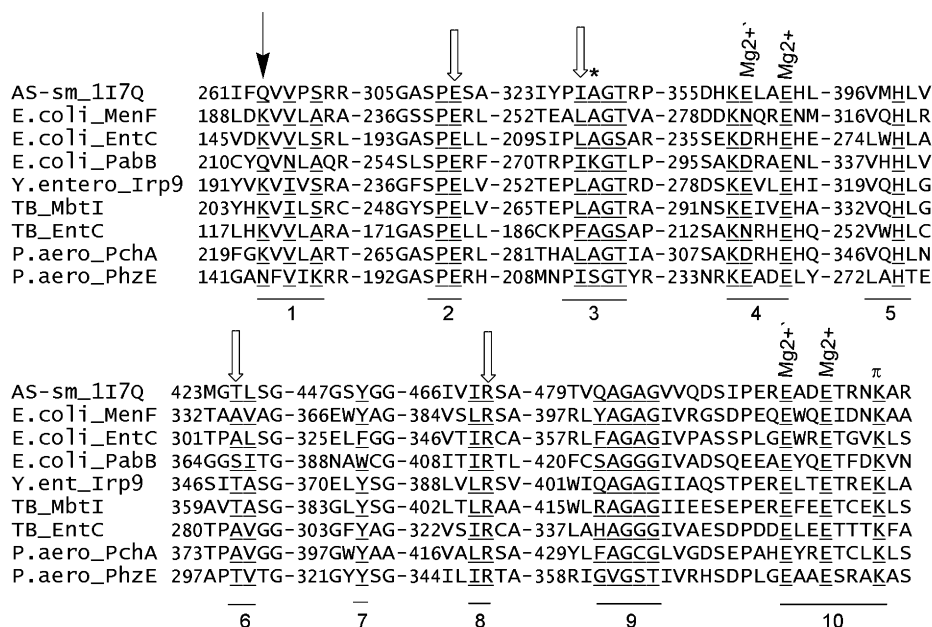 Mg2+ Mg2+
*
AS-sm_1I7Q 261IFQVVPSRR-305GASPESA-323IYPIAGTRP-355DHKELAEHL-396VMHLV
E.coli_MenF 188LDKVVLARA-236GSSPERL-252TEALAGTVA-278DDKNQRENM-316VQHLR
E.coli_EntC 145VDKVVLSRL-193GASPELL-209SIPLAGSAR-235SEKDRHEHE-274LWHLA
E.coli_PabB 210CYQVNLAQR-254SLSPERF-270TRPIKGTLP-295SAKDRAENL-337VHHLV
Y.entero_Irp9 191YVKVIVSRA-236GFSPELV-252TEPLAGTRD-278DSKEVLEHI-319VQHLG
TB_MbtI 203YHKVILSRC-248GYSPELV-265TEPLAGTRA-291NSKEIVEHA-332VQHLG
TB_EntC 117LHKVVLARA-171GASPELL-186CKPFAGSAP-212SAKNRHEHQ-252VWHLC
P.aero_PchA 219FGKVVLART-247GASPERL-281THALAGTIA-307SAKDRHEHQ-346VQHLN
P.aero_PhzE 141GANFVIKRR-192GASPERH-208MNPISGTYR-233NRKEADELY-272LAHTE
1 2 3 4 5
Mg2+ Mg2+ π
AS-sm_1I7Q 423MGTLSG-447GSYGG-466IVIRSA-479TVQAGAGVVQDSIPEREADETRNKAR
E.coli_MenF 332TAAVAG-366EWYAG-384VSLRSA-397RLYAGAGIVRGSDPEQEWQEIDNKAA
E.coli_EntC 301TPALSG-325ELFGG-346VTIRCA-357RLFAGAGIVPASSPLGEWRETGVKLS
E.coli_PabB 364GGSITG-388NAWCG-408ITIRTL-420FCSAGGGIVADSQEEAEYQETFDKVN
Y.ent_Irp9 346SITASG-370ELYSG-388LVLRSV-401WIQAGAGIIAQSTPERELTETREKLA
TB_MbtI 359AVTASG-383GLYSG-402LTLRAA-415WLRAGAGIIEESEPEREFEETCEKLS
TB_EntC 280TPAVGG-303GFYAG-322VSIRCA-337LAHAGGGIVAESDPDDELEETTTKFA
P.aero_PchA 373TPAVGG-397GWYAA-416VALRSA-429YLFAGCGLVGDSEPAHEYRETCLKLS
P.aero_PhzE 297APTVTG-321GYYSG-344ILIRTA-358RIGVGSTIVRHSDPLGEAAESRAKAS
6 7 8 9 10